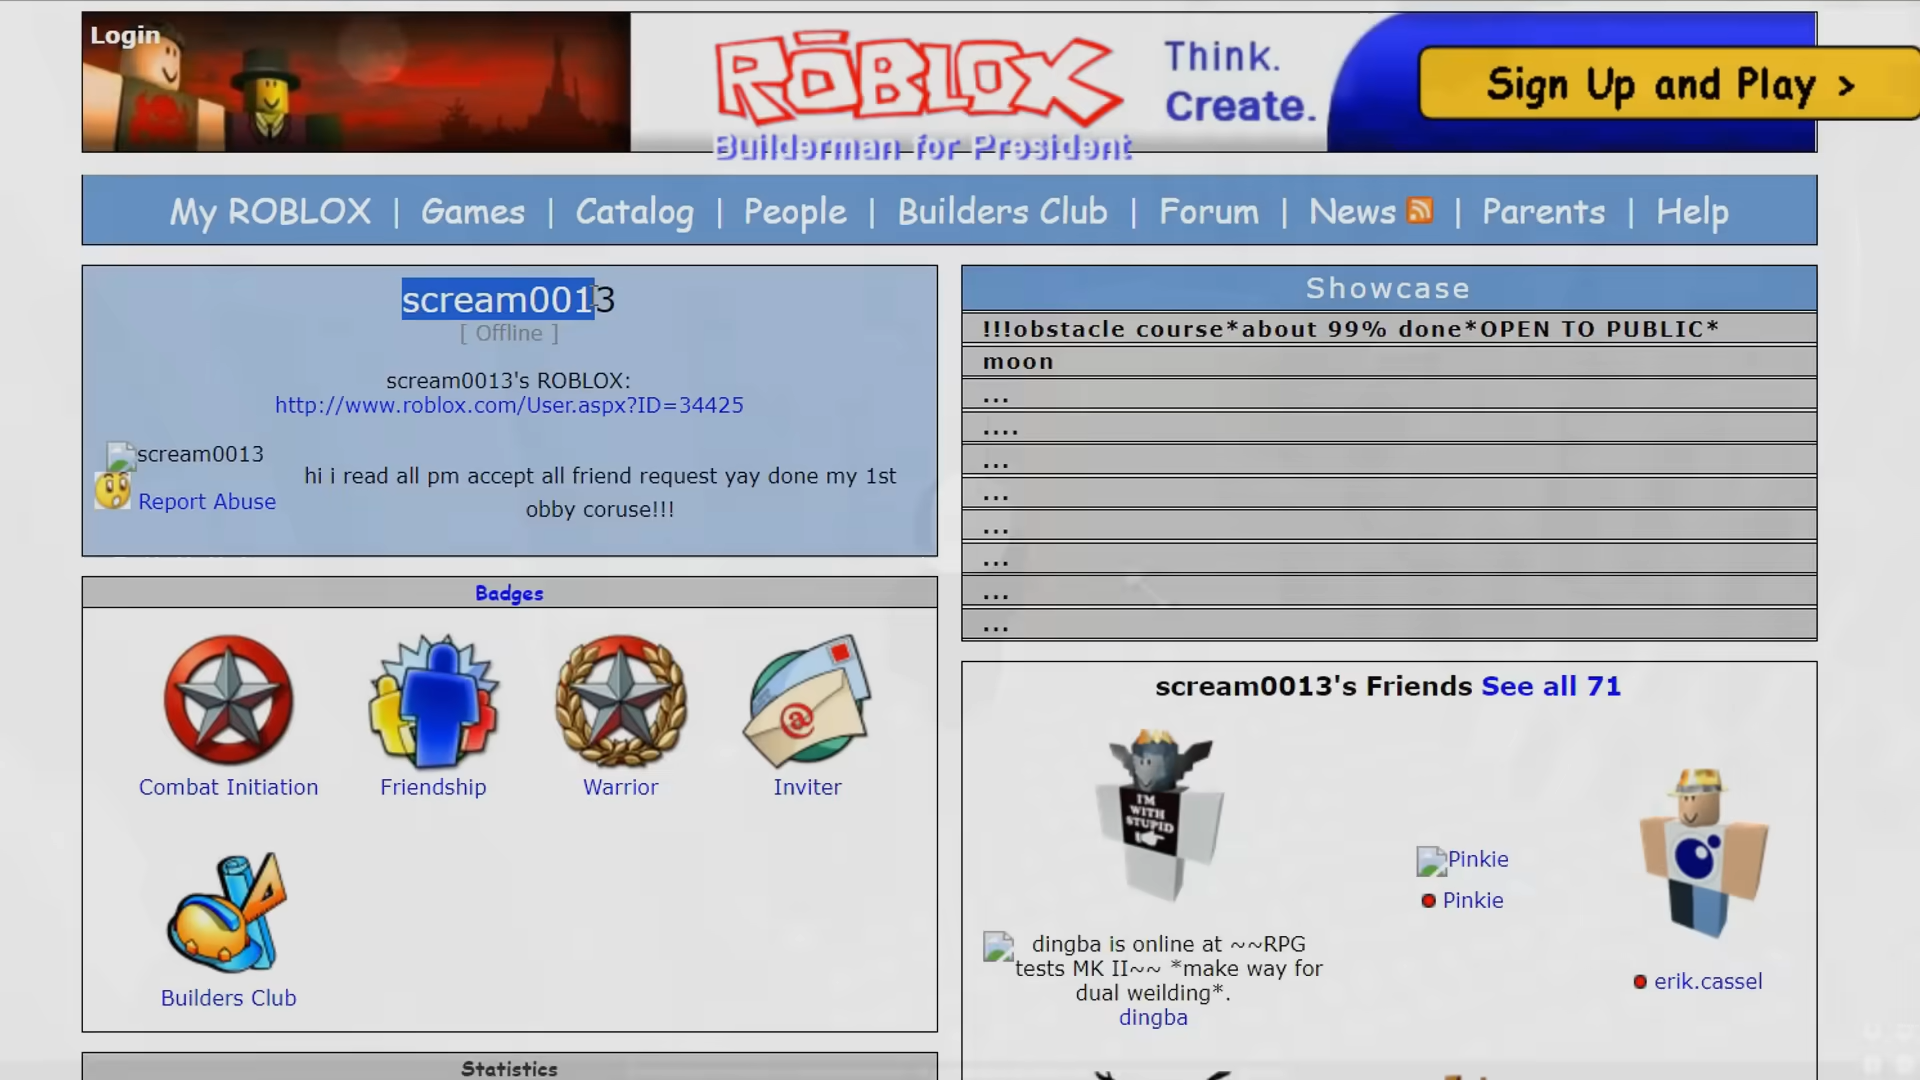 Login
ROBLOX
Builderman for President
Think.
Create.
Sign Up and Play >
My ROBLOX | Games | Catalog | People | Builders Club | Forum | News | Parents | Help
scream0013
[ Offline ]
scream0013's ROBLOX:
http://www.roblox.com/User.aspx?ID=34425
scream0013
Report Abuse
hi i read all pm accept all friend request yay done my 1st
obby coruse!!!
Badges
Combat Initiation
Friendship
Warrior
Inviter
Builders Club
Statistics
Showcase
!!!obstacle course*about 99% done*OPEN TO PUBLIC*
moon
...
....
...
...
...
...
...
...
scream0013's Friends See all 71
I'M
WITH
STUPID
dingba is online at ~~RPG
tests MK II~~ *make way for
dual weilding*.
dingba
Pinkie
Pinkie
erik.cassel